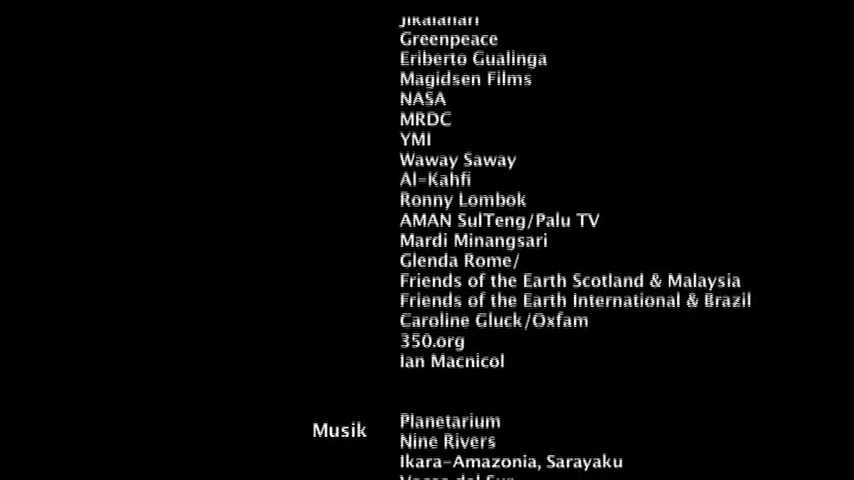 Jikalahari
Greenpeace
Eriberto Gualinga
Magidsen Films
NASA
MRDC
YMI
Waway Saway
Al-Kahfi
Ronny Lombok
AMAN SulTeng/Palu TV
Mardi Minangsari
Glenda Rome/
Friends of the Earth Scotland & Malaysia
Friends of the Earth International & Brazil
Caroline Gluck/Oxfam
350.org
Ian Macnicol
Musik Planetarium
Nine Rivers
Ikara-Amazonia, Sarayaku